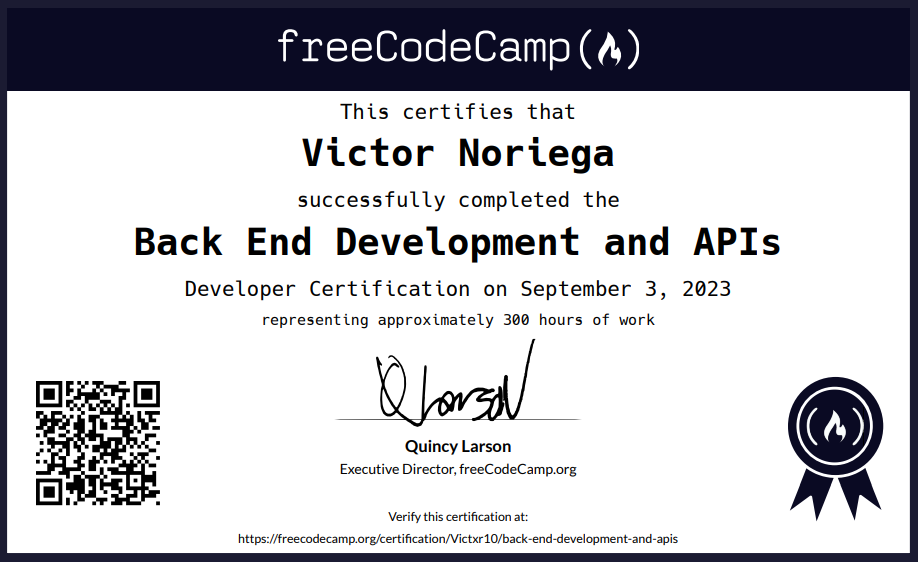 freeCodeCamp
This certifies that
Victor Noriega
successfully completed the
Back End Development and APIs
Developer Certification on September 3, 2023
representing approximately 300 hours of work
Q Larson
Quincy Larson
Executive Director, freeCodeCamp.org
Verify this certification at:
https://freecodecamp.org/certification/Victxr10/back-end-development-and-apis